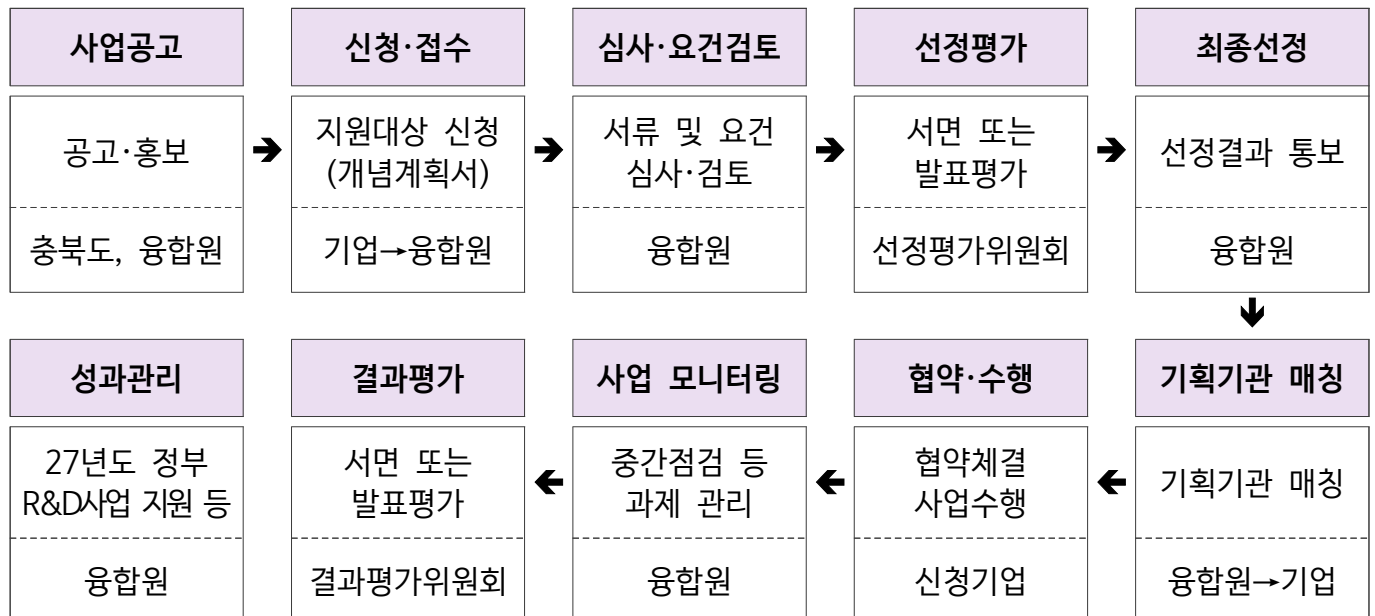 사업공고
공고·홍보
충북도, 융합원
➔
신청·접수
지원대상 신청
(개념계획서)
기업→융합원
➔
심사·요건검토
서류 및 요건
심사·검토
융합원
➔
선정평가
서면 또는
발표평가
선정평가위원회
➔
최종선정
선정결과 통보
융합원
기획기관 매칭
기획기관 매칭
융합원→기업
협약·수행
협약체결
사업수행
신청기업
사업 모니터링
중간점검 등
과제 관리
융합원
결과평가
서면 또는
발표평가
결과평가위원회
성과관리
27년도 정부
R&D사업 지원 등
융합원